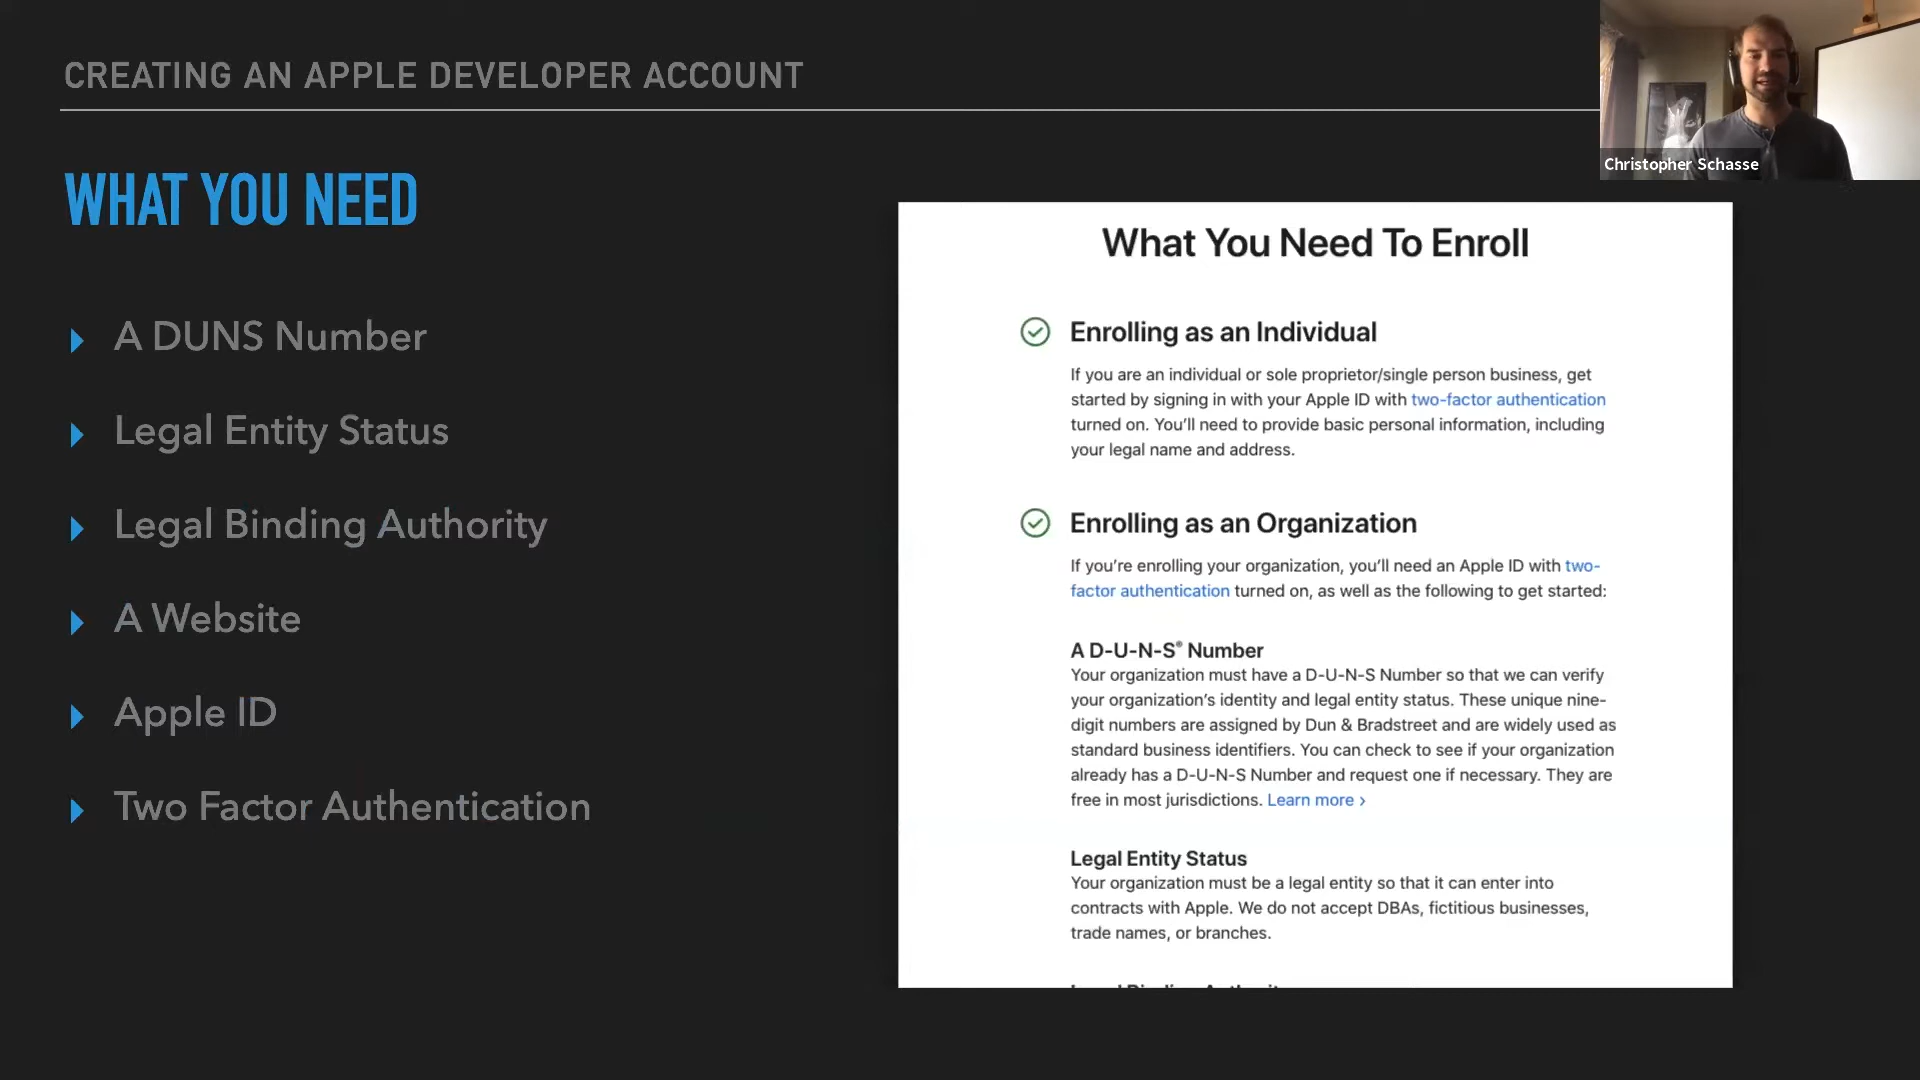 CREATING AN APPLE DEVELOPER ACCOUNT
Christopher Schasse
WHAT YOU NEED
A DUNS Number
Legal Entity Status
Legal Binding Authority
A Website
Apple ID
Two Factor Authentication
What You Need To Enroll
Enrolling as an Individual
If you are an individual or sole proprietor/single person business, get
started by signing in with your Apple ID with two-factor authentication
turned on. You’ll need to provide basic personal information, including
your legal name and address.
Enrolling as an Organization
If you’re enrolling your organization, you’ll need an Apple ID with two-
factor authentication turned on, as well as the following to get started:
A D-U-N-S® Number
Your organization must have a D-U-N-S Number so that we can verify
your organization’s identity and legal entity status. These unique nine-
digit numbers are assigned by Dun & Bradstreet and are widely used as
standard business identifiers. You can check to see if your organization
already has a D-U-N-S Number and request one if necessary. They are
free in most jurisdictions. Learn more ›
Legal Entity Status
Your organization must be a legal entity so that it can enter into
contracts with Apple. We do not accept DBAs, fictitious businesses,
trade names, or branches.